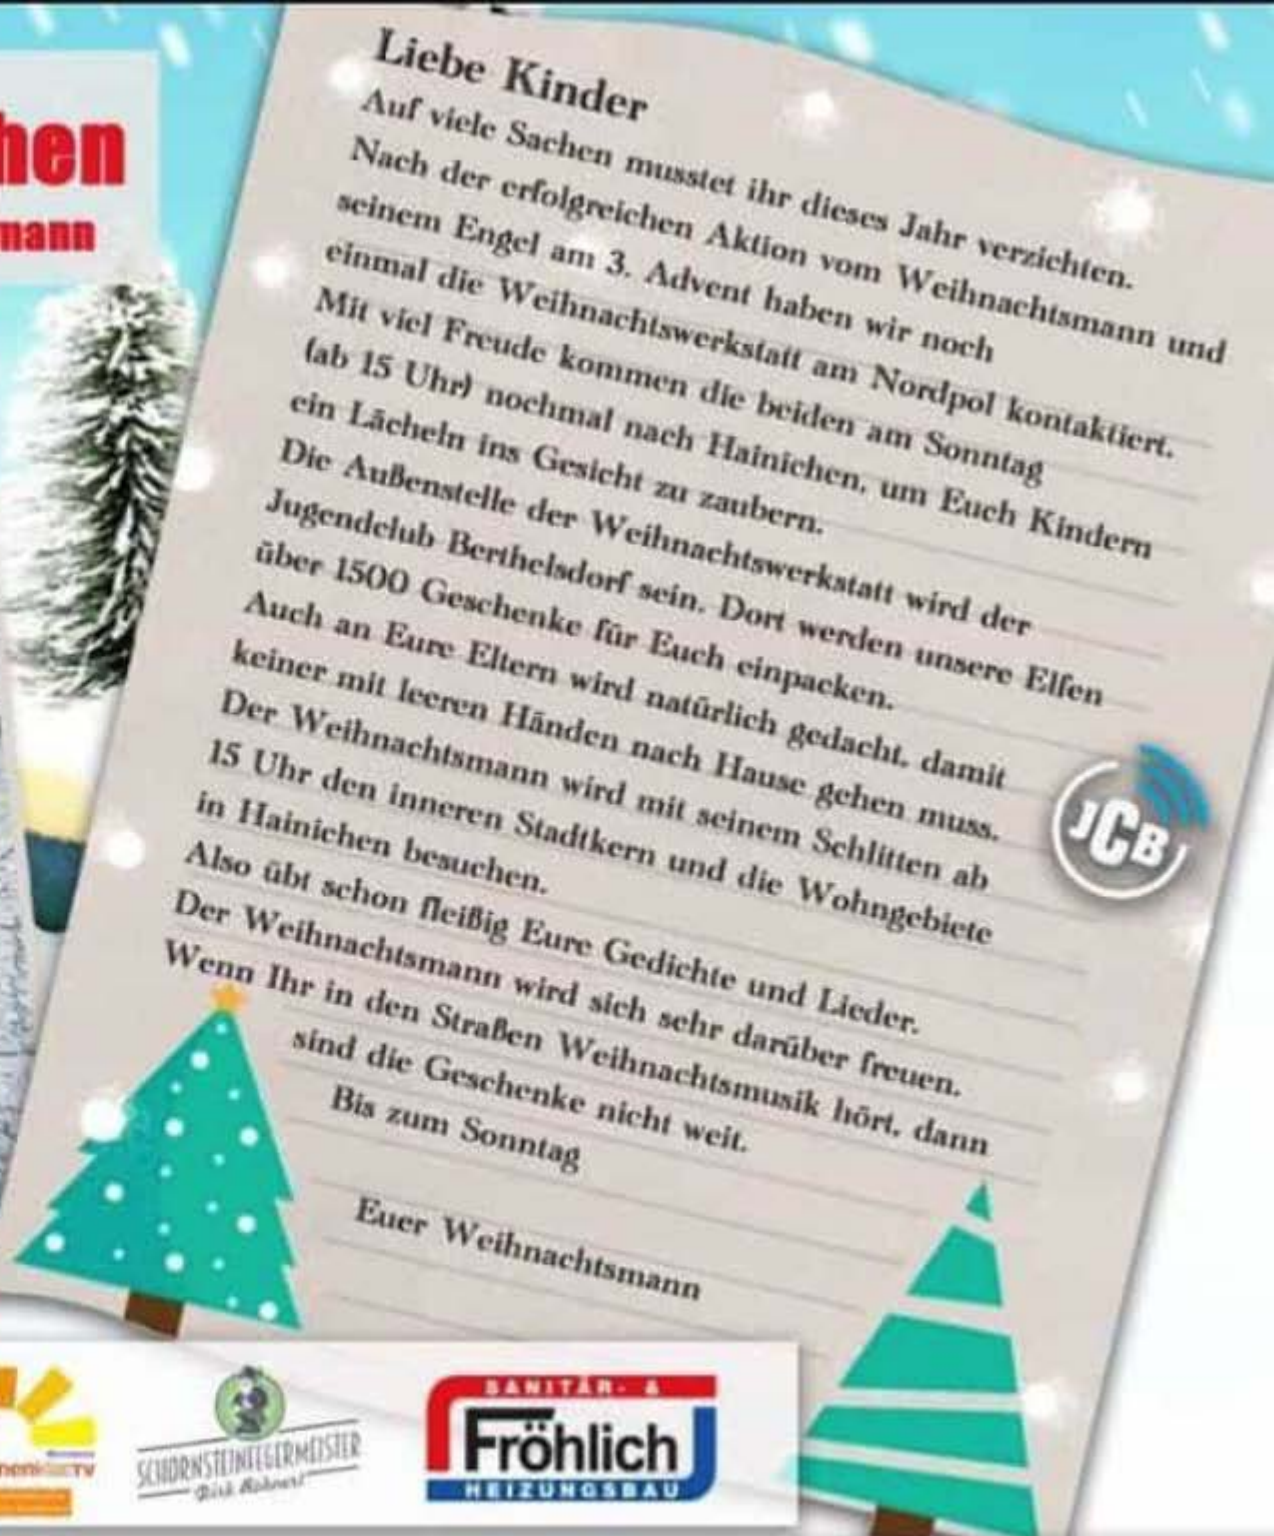 hen
mann
Liebe Kinder
Auf viele Sachen musstet ihr dieses Jahr verzichten.
Nach der erfolgreichen Aktion vom Weihnachtsmann und
seinem Engel am 3. Advent haben wir noch
einmal die Weihnachtswerkstatt am Nordpol kontaktiert.
Mit viel Freude kommen die beiden am Sonntag
(ab 15 Uhr) nochmal nach Hainichen, um Euch Kindern
ein Lächeln ins Gesicht zu zaubern.
Die Außenstelle der Weihnachtswerkstatt wird der
Jugendclub Berthelsdorf sein. Dort werden unsere Elfen
über 1500 Geschenke für Euch einpacken.
Auch an Eure Eltern wird natürlich gedacht, damit
keiner mit leeren Händen nach Hause gehen muss.
Der Weihnachtsmann wird mit seinem Schlitten ab
15 Uhr den inneren Stadtkern und die Wohngebiete
in Hainichen besuchen.
Also übt schon fleißig Eure Gedichte und Lieder.
Der Weihnachtsmann wird sich sehr darüber freuen.
Wenn Ihr in den Straßen Weihnachtsmusik hört, dann
sind die Geschenke nicht weit.
Bis zum Sonntag
Euer Weihnachtsmann
JCB
SCHORNSTEINFEGERMEISTER
Dirk
SANITÄR- &
Fröhlich
HEIZUNGSBAU